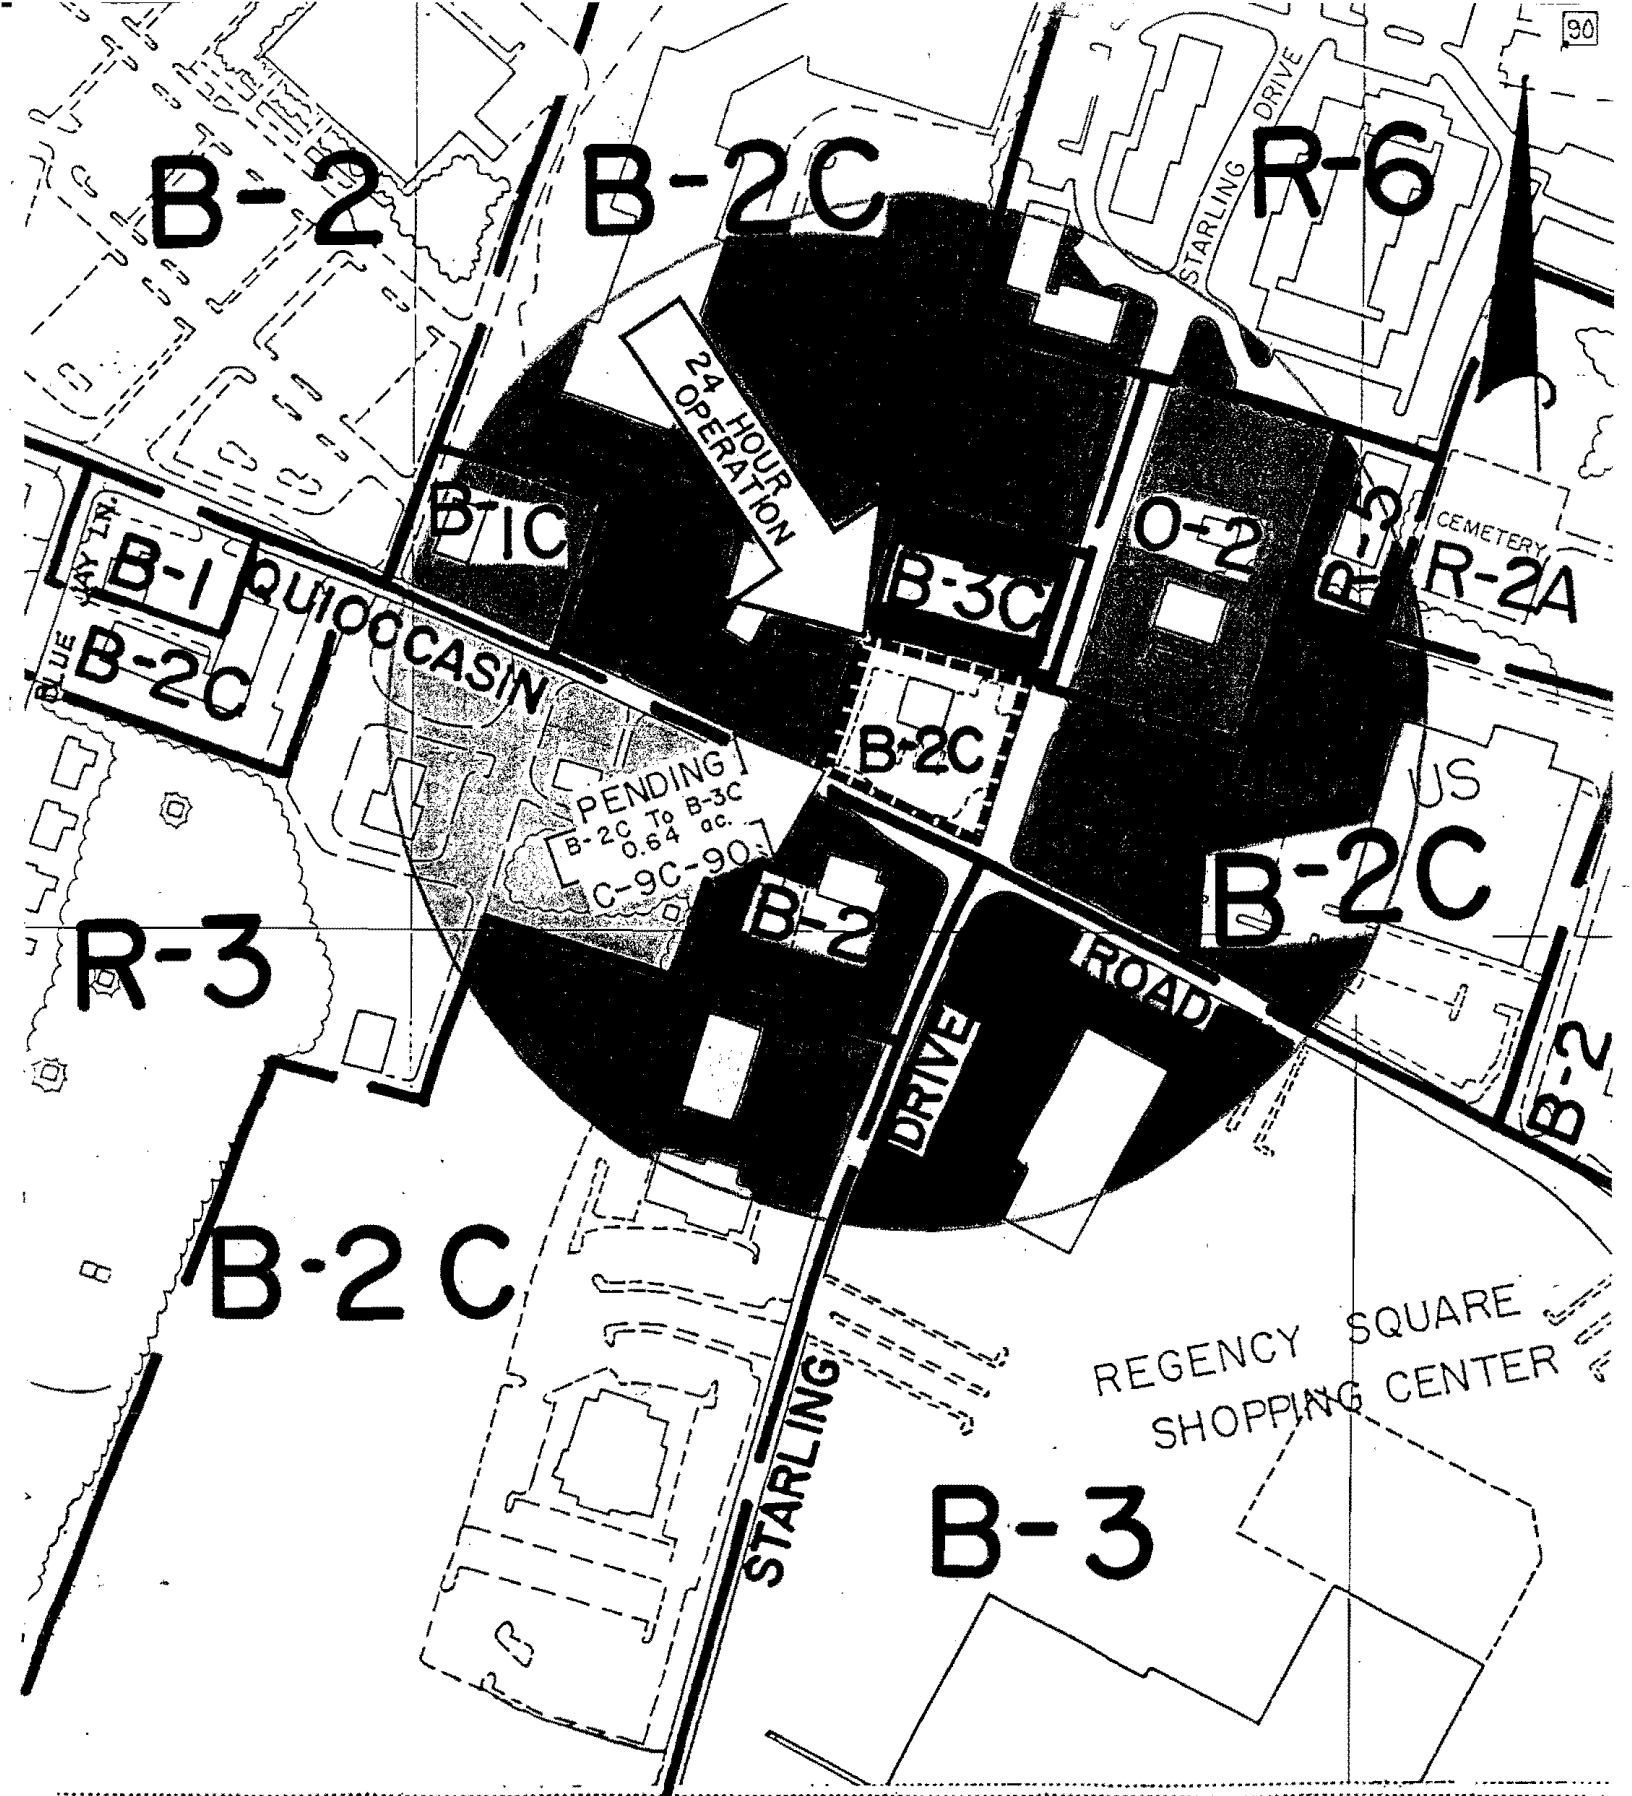 90
B-2
B-2C
STARLING DRIVE
R-6
24 HOUR
OPERATION
B-1C
B-3C
O-2
R-5
CEMETERY
R-2A
BLUE JAY LN.
B-1
B-2C
QUIOCCASIN
B-2C
US
PENDING
B-2C To B-3C
0.64 ac.
C-9C-90
B-2
B-2C
R-3
ROAD
DRIVE
B-2
B-2C
REGENCY SQUARE
SHOPPING CENTER
STARLING
B-3